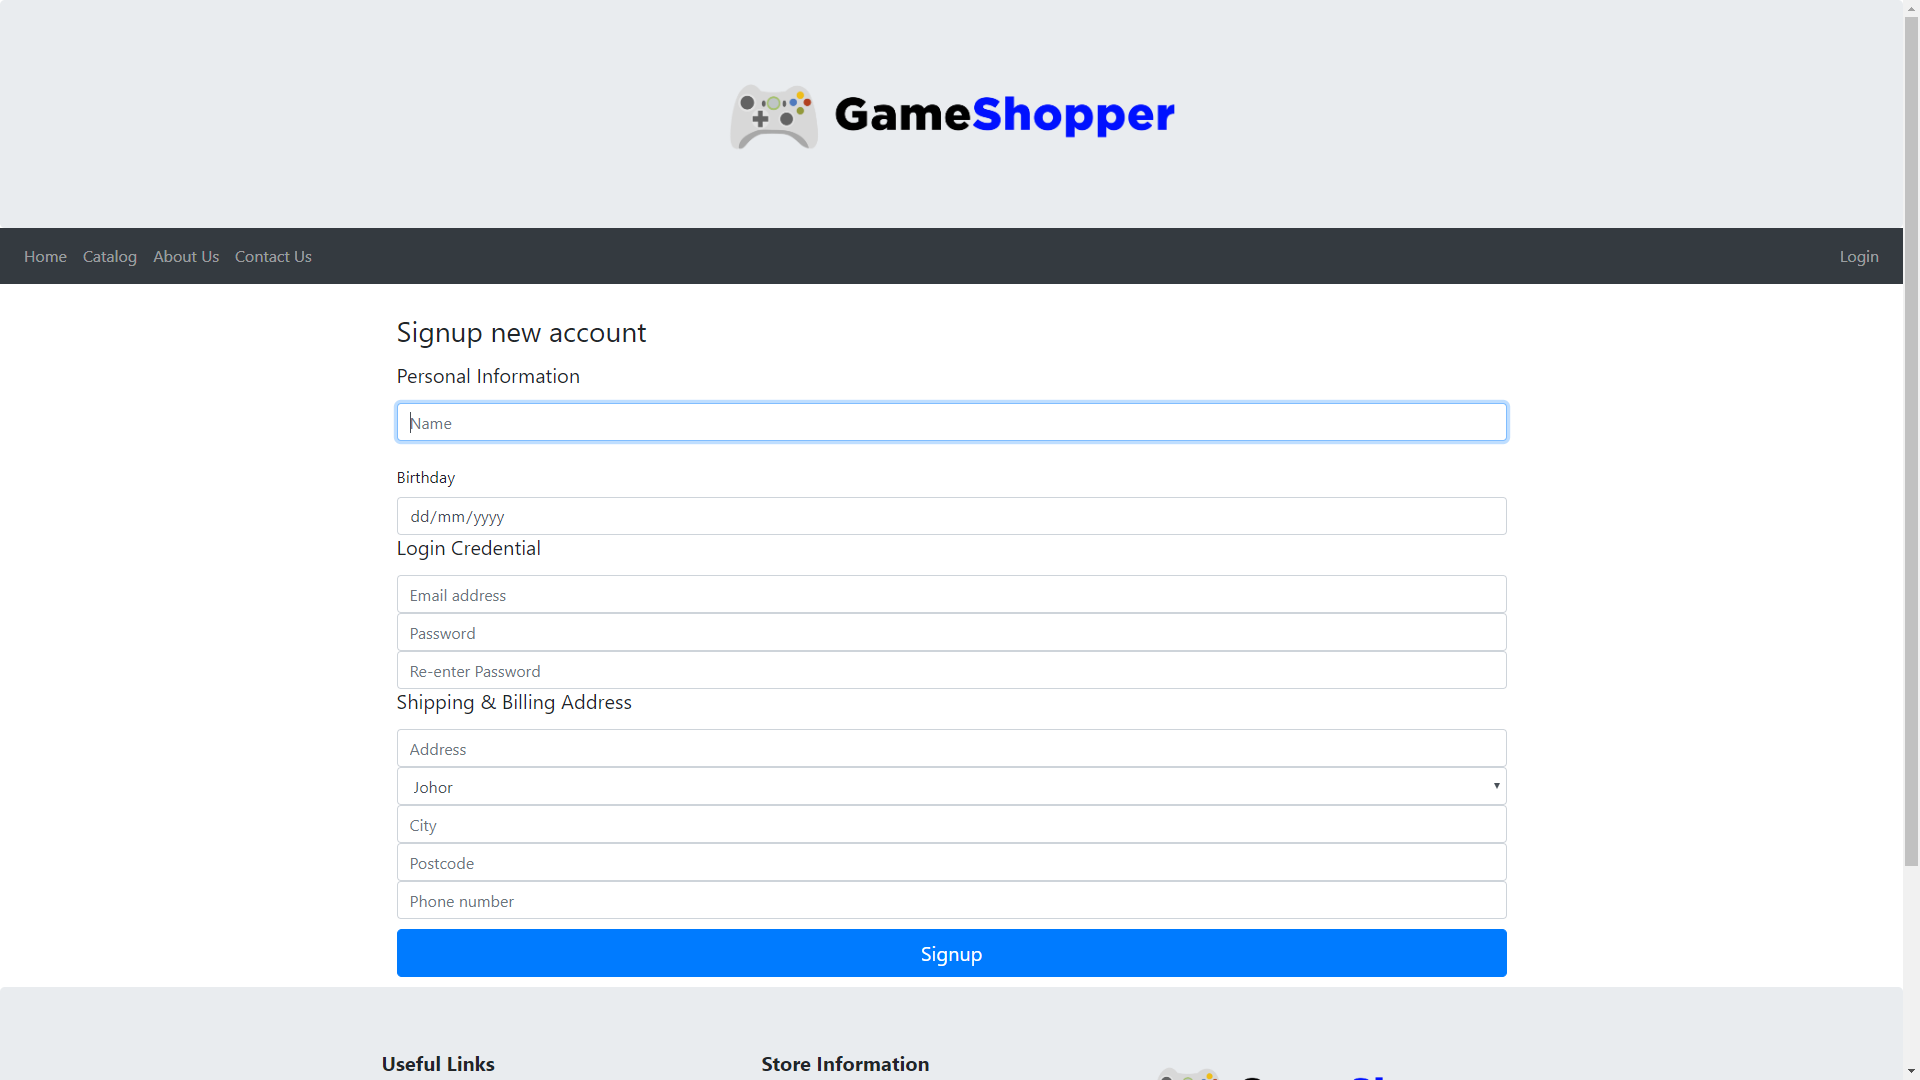 GameShopper
Home Catalog About Us Contact Us Login
Signup new account
Personal Information
Name
Birthday
dd/mm/yyyy
Login Credential
Email address
Password
Re-enter Password
Shipping & Billing Address
Address
Johor
City
Postcode
Phone number
Signup
Useful Links Store Information